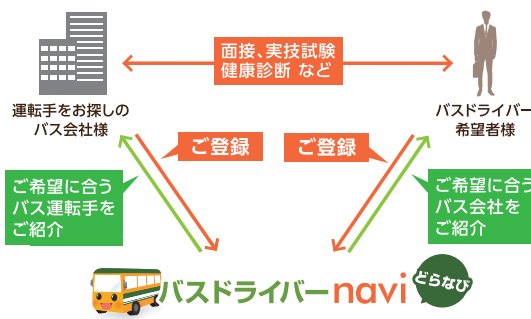 面接、実技試験
健康診断 など
運転手をお探しの
バス会社様
バスドライバー
希望者様
ご登録
ご登録
ご希望に合う
バス運転手を
ご紹介
ご希望に合う
バス会社を
ご紹介
バスドライバーnavi
どらなび